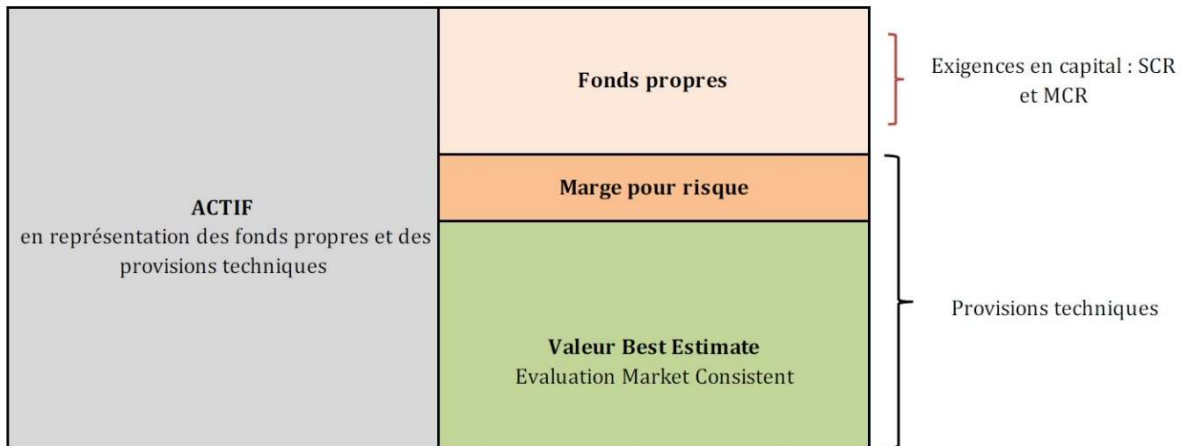 ACTIF
en représentation des fonds propres et des
provisions techniques
Fonds propres
Marge pour risque
Valeur Best Estimate
Evaluation Market Consistent
Exigences en capital : SCR
et MCR
Provisions techniques